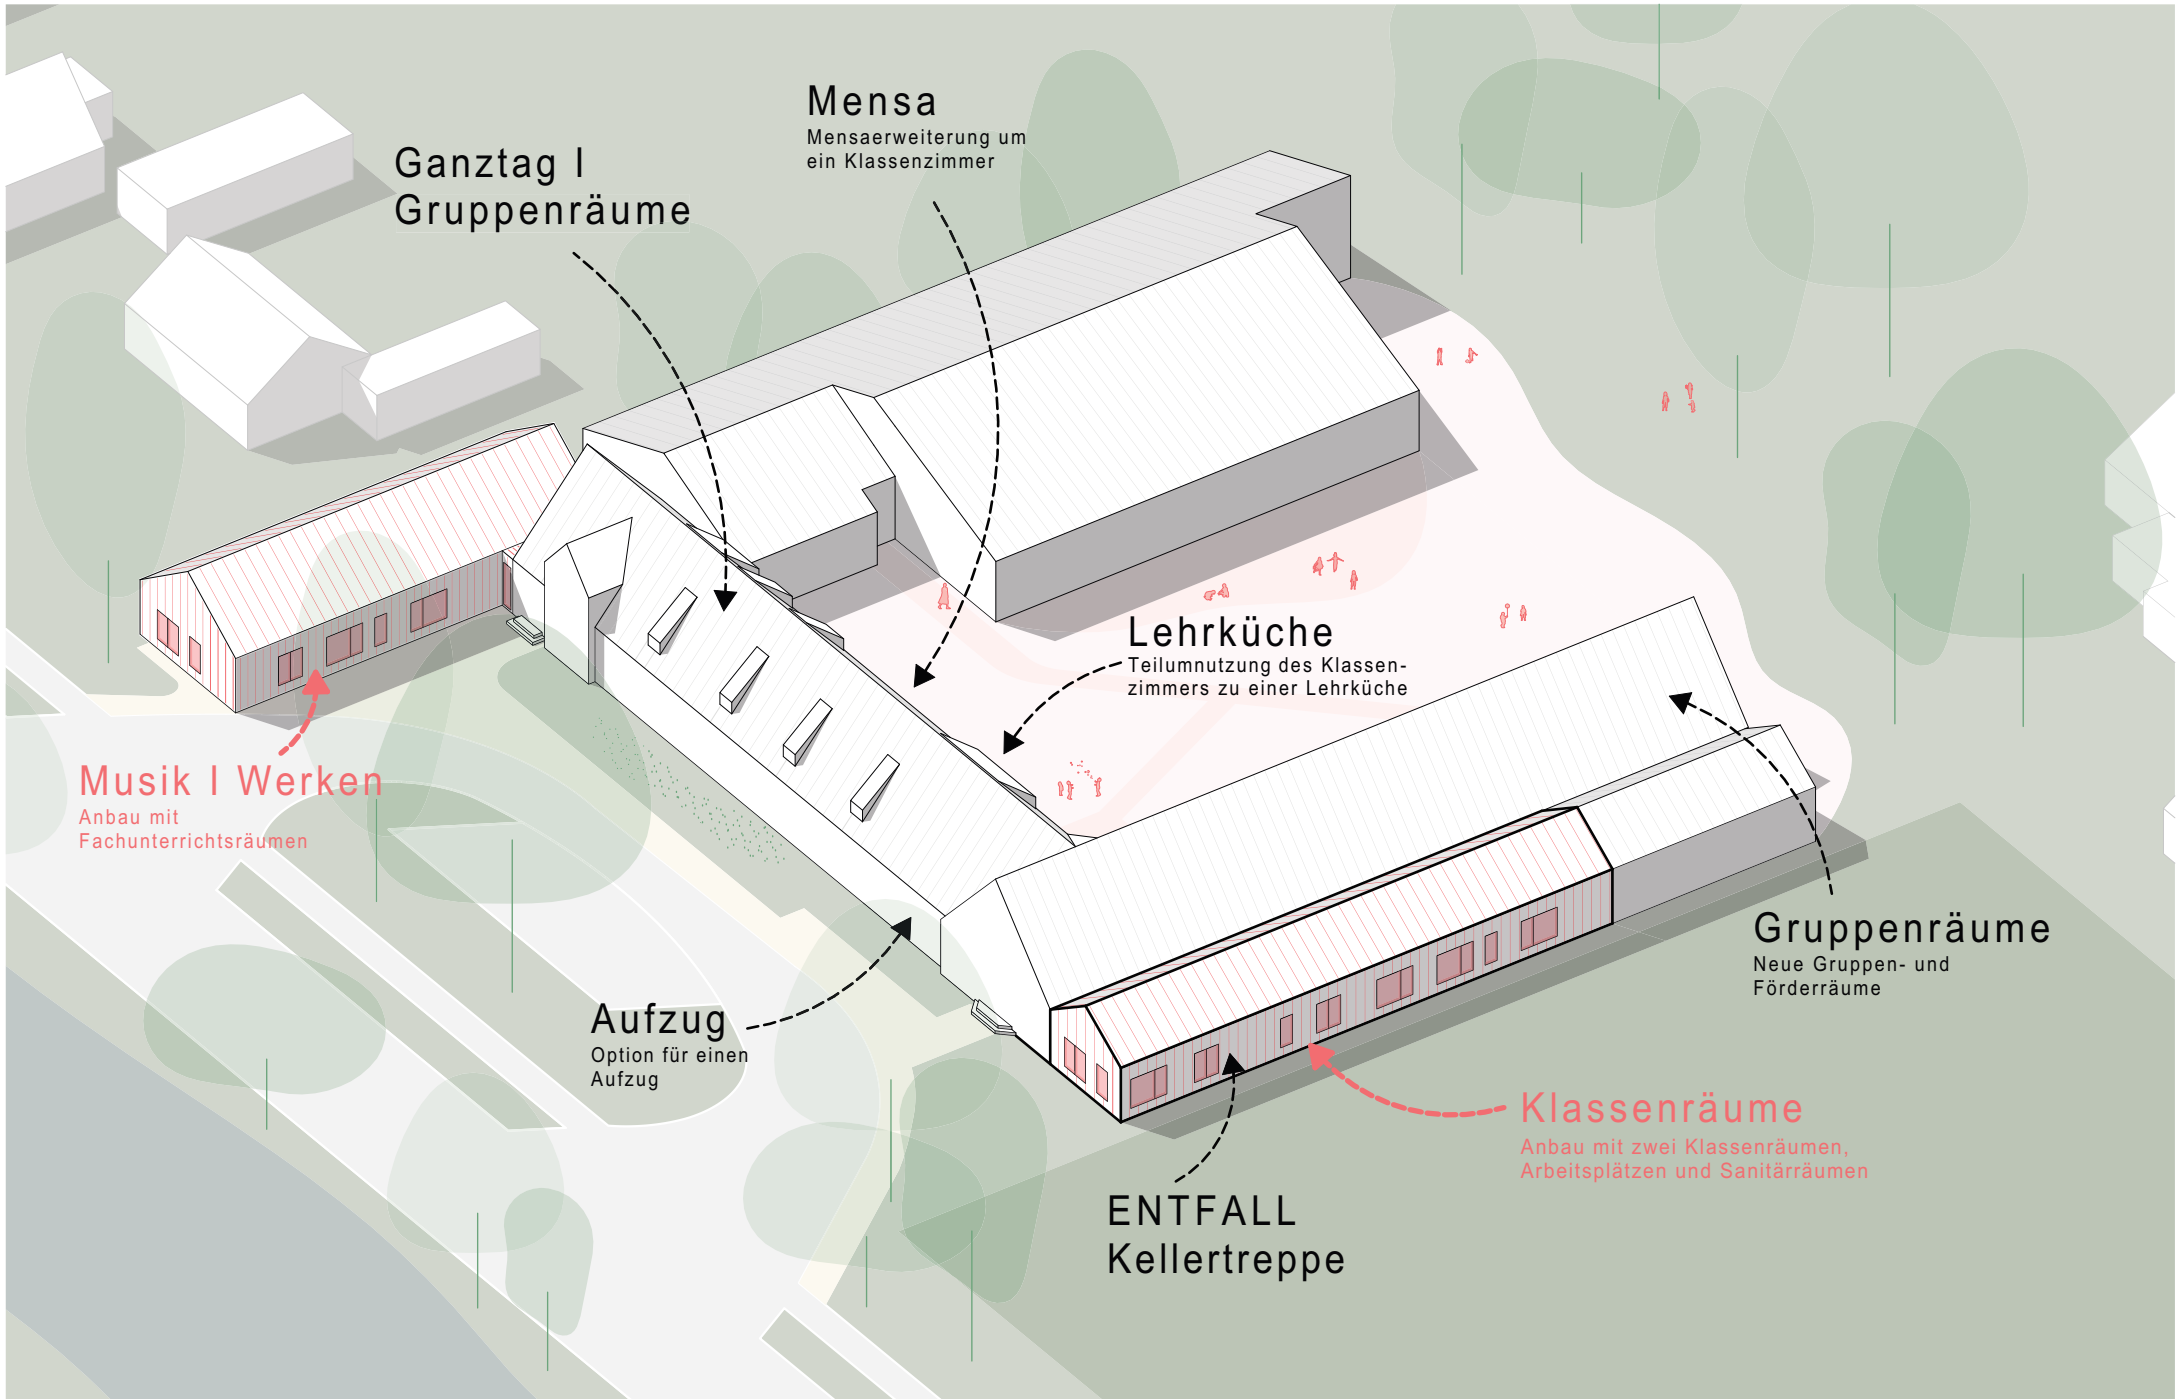 Mensa
Mensaerweiterung um
ein Klassenzimmer
Ganztag I
Gruppenräume
Lehrküche
Teilumnutzung des Klassen-
zimmers zu einer Lehrküche
Musik I Werken
Anbau mit
Fachunterrichtsräumen
Gruppenräume
Neue Gruppen- und
Förderräume
Aufzug
Option für einen
Aufzug
Klassenräume
Anbau mit zwei Klassenräumen,
Arbeitsplätzen und Sanitärräumen
ENTFALL
Kellertreppe